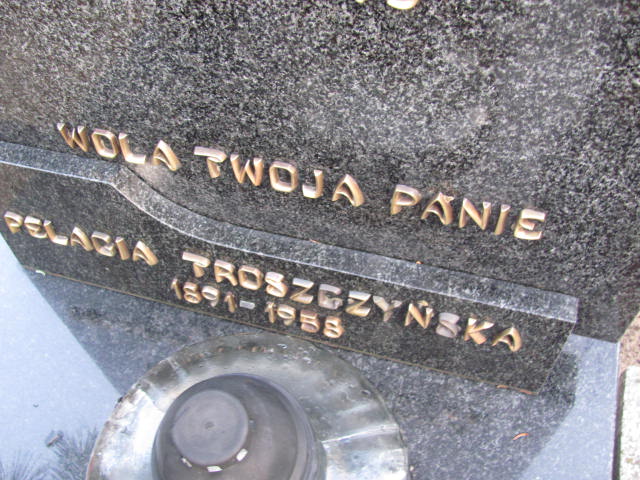 WOLA TWOJA PANIE
PELAGIA TROSZCZYŃSKA
1891-1958